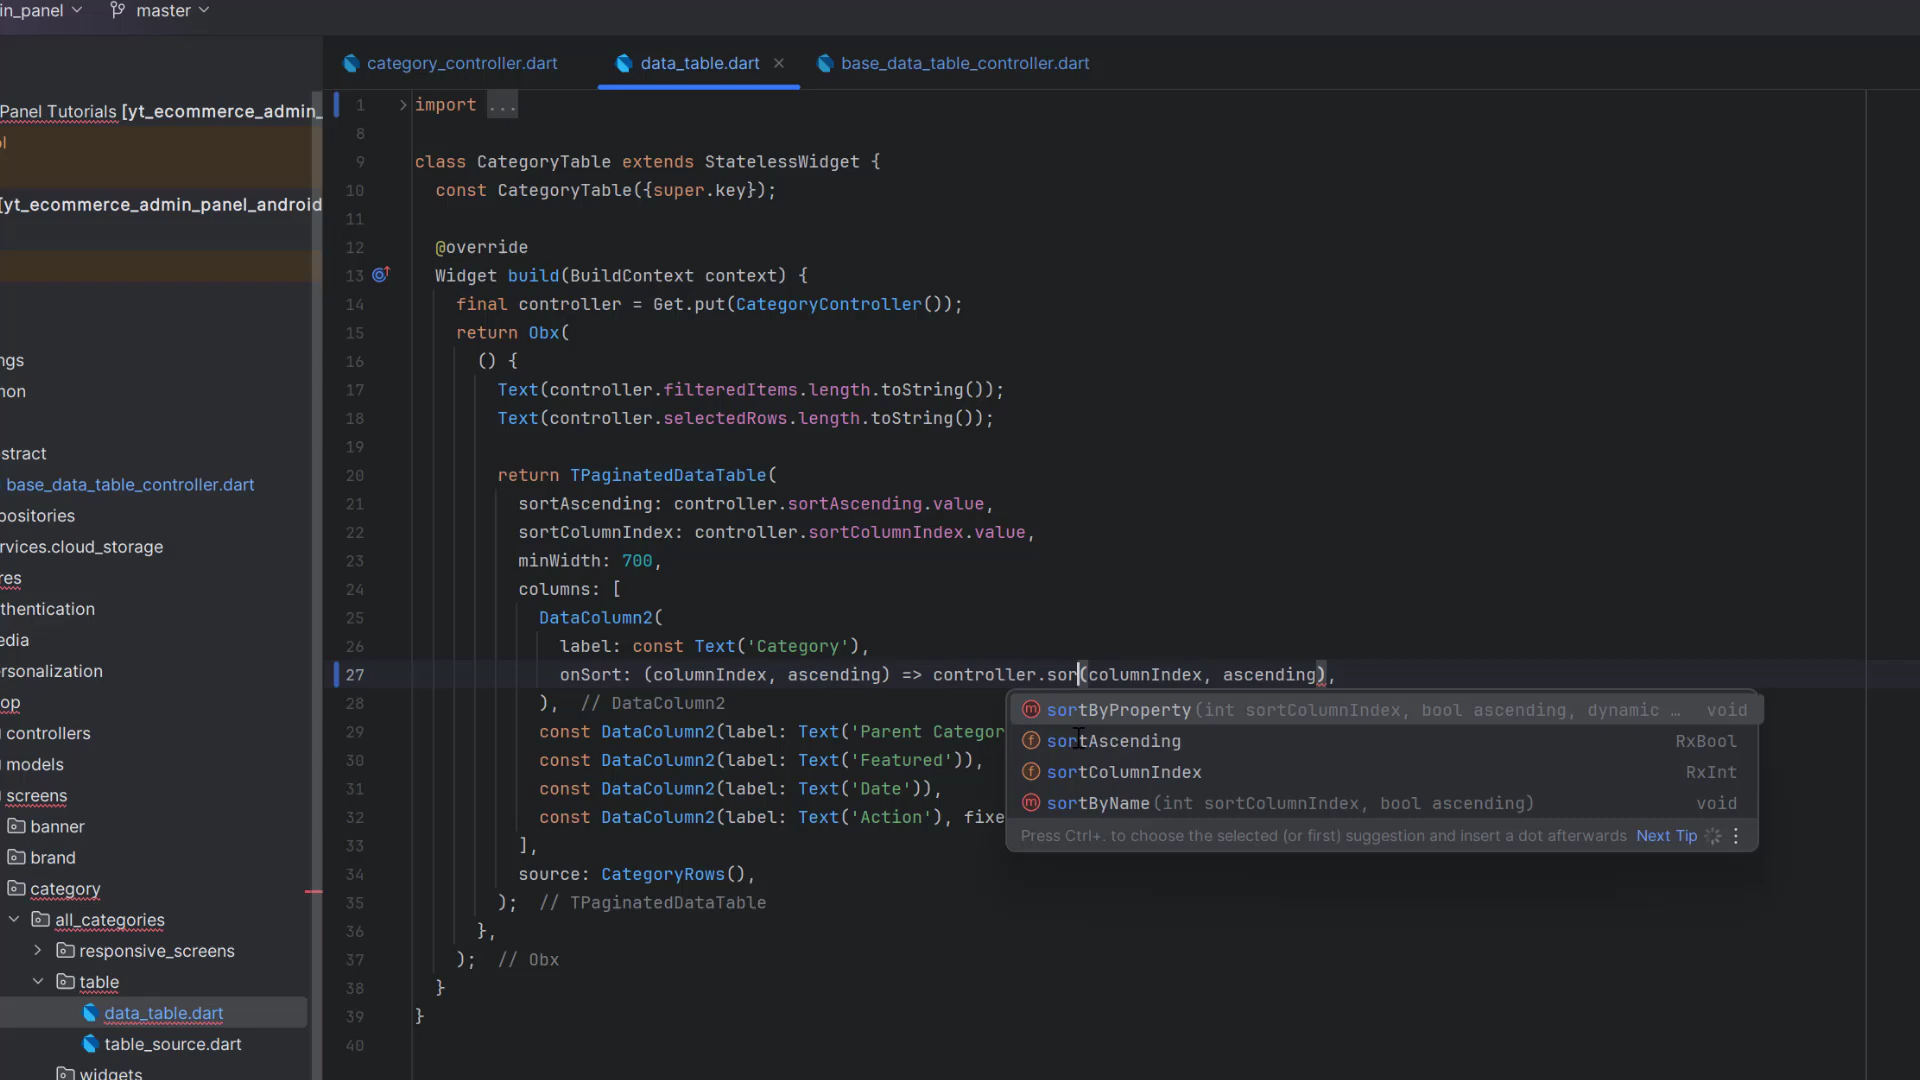 in_panel master
category_controller.dart data_table.dart base_data_table_controller.dart
Panel Tutorials [yt_ecommerce_admin_
[yt_ecommerce_admin_panel_android
ngs
mon
stract
base_data_table_controller.dart
ositories
rvices.cloud_storage
res
thentication
edia
ersonalization
op
controllers
models
screens
banner
brand
category
all_categories
responsive_screens
table
data_table.dart
table_source.dart
widgets
1 import ...
8
9 class CategoryTable extends StatelessWidget {
10 const CategoryTable({super.key});
11
12 @override
13 Widget build(BuildContext context) {
14 final controller = Get.put(CategoryController());
15 return Obx(
16 () {
17 Text(controller.filteredItems.length.toString());
18 Text(controller.selectedRows.length.toString());
19
20 return TPaginatedDataTable(
21 sortAscending: controller.sortAscending.value,
22 sortColumnIndex: controller.sortColumnIndex.value,
23 minWidth: 700,
24 columns: [
25 DataColumn2(
26 label: const Text('Category'),
27 onSort: (columnIndex, ascending) => controller.sor(columnIndex, ascending),
28 ), // DataColumn2
29 const DataColumn2(label: Text('Parent Categor
30 const DataColumn2(label: Text('Featured')),
31 const DataColumn2(label: Text('Date')),
32 const DataColumn2(label: Text('Action'), fixe
33 ],
34 source: CategoryRows(),
35 ); // TPaginatedDataTable
36 },
37 ); // Obx
38 }
39 }
40
sortByProperty(int sortColumnIndex, bool ascending, dynamic … void
sortAscending RxBool
sortColumnIndex RxInt
sortByName(int sortColumnIndex, bool ascending) void
Press Ctrl+. to choose the selected (or first) suggestion and insert a dot afterwards Next Tip